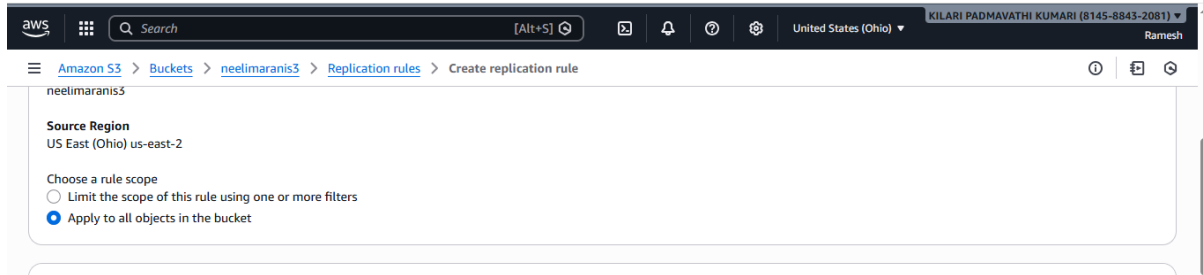 aws
Search
[Alt+S]
United States (Ohio) ▼
KILARI PADMAVATHI KUMARI (8145-8843-2081) ▼
Ramesh
Amazon S3 > Buckets > neelimaranis3 > Replication rules > Create replication rule
neelimaranis3
Source Region
US East (Ohio) us-east-2
Choose a rule scope
Limit the scope of this rule using one or more filters
Apply to all objects in the bucket